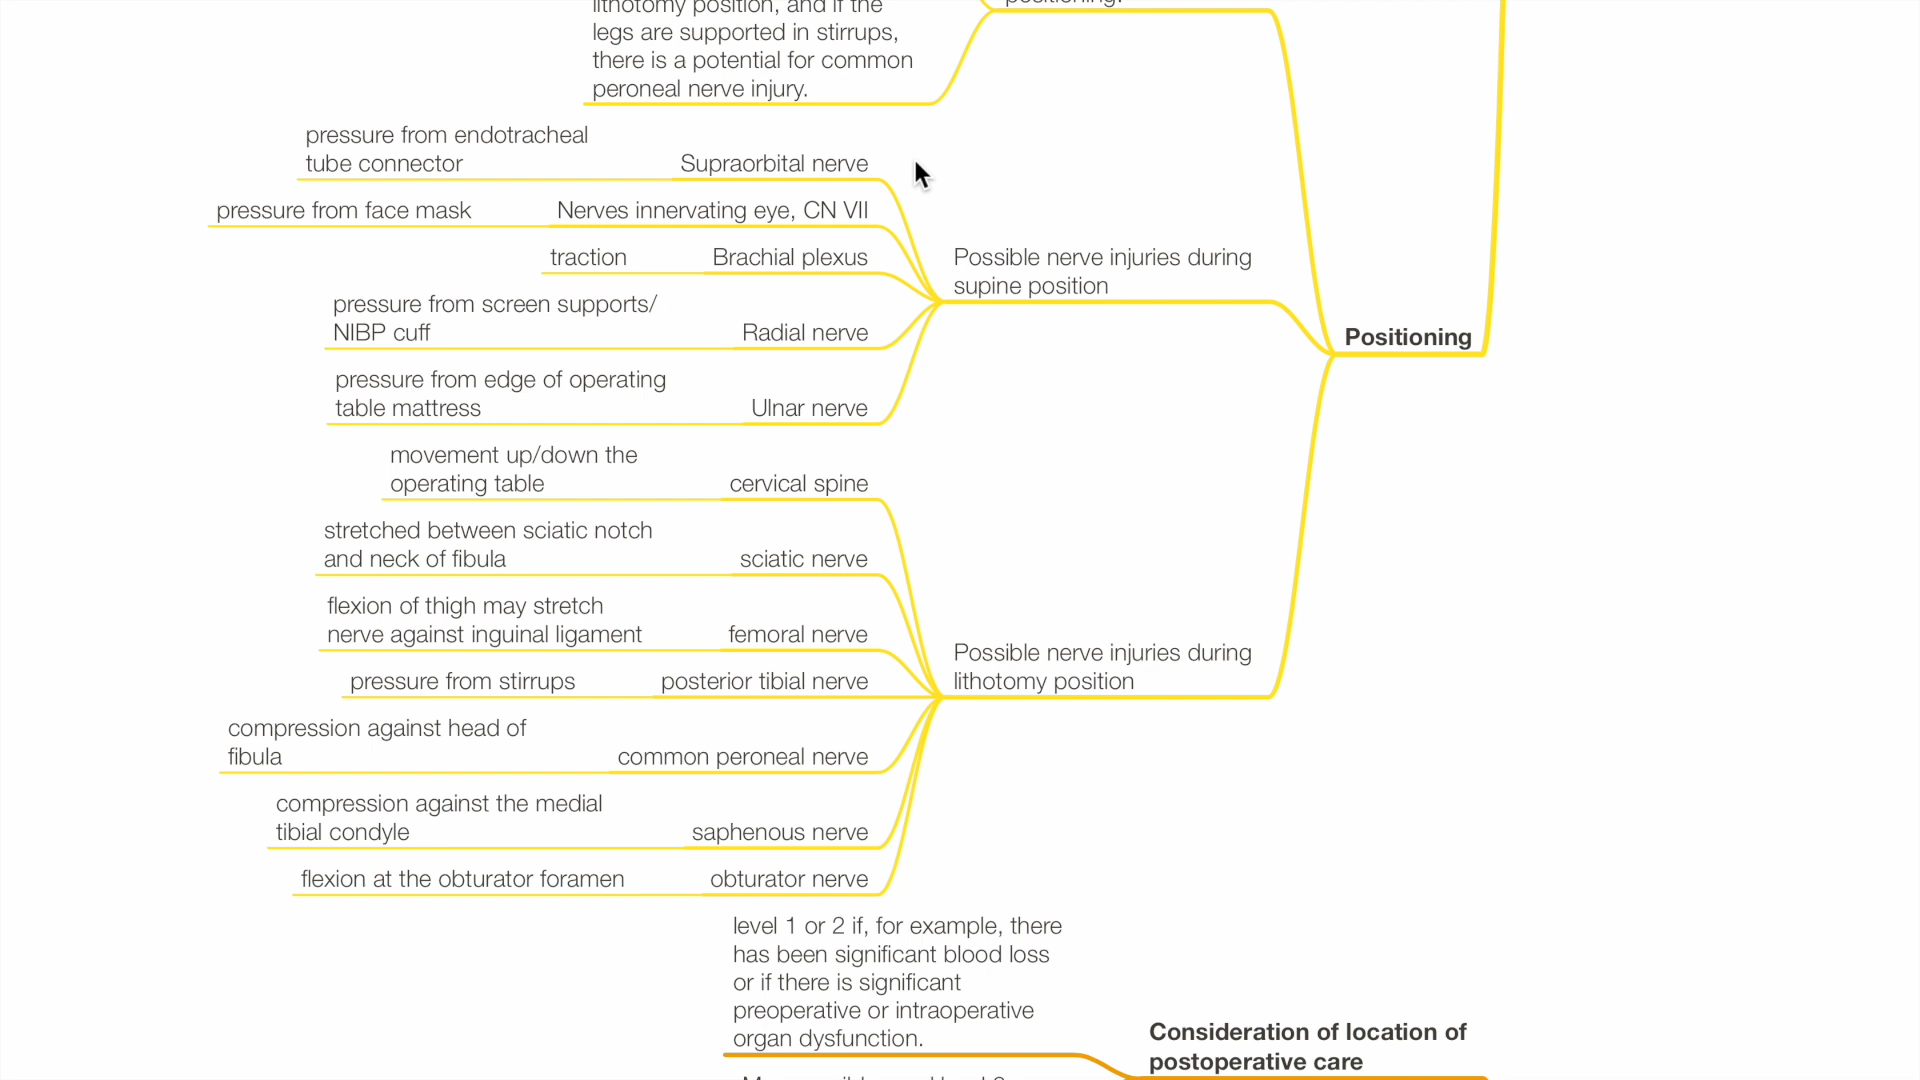 lithotomy position, and if the
legs are supported in stirrups,
there is a potential for common
peroneal nerve injury.
positioning.
pressure from endotracheal
tube connector
Supraorbital nerve
pressure from face mask
Nerves innervating eye, CN VII
traction
Brachial plexus
pressure from screen supports/
NIBP cuff
Radial nerve
pressure from edge of operating
table mattress
Ulnar nerve
Possible nerve injuries during
supine position
Positioning
movement up/down the
operating table
cervical spine
stretched between sciatic notch
and neck of fibula
sciatic nerve
flexion of thigh may stretch
nerve against inguinal ligament
femoral nerve
pressure from stirrups
posterior tibial nerve
compression against head of
fibula
common peroneal nerve
compression against the medial
tibial condyle
saphenous nerve
flexion at the obturator foramen
obturator nerve
Possible nerve injuries during
lithotomy position
level 1 or 2 if, for example, there
has been significant blood loss
or if there is significant
preoperative or intraoperative
organ dysfunction.
Consideration of location of
postoperative care